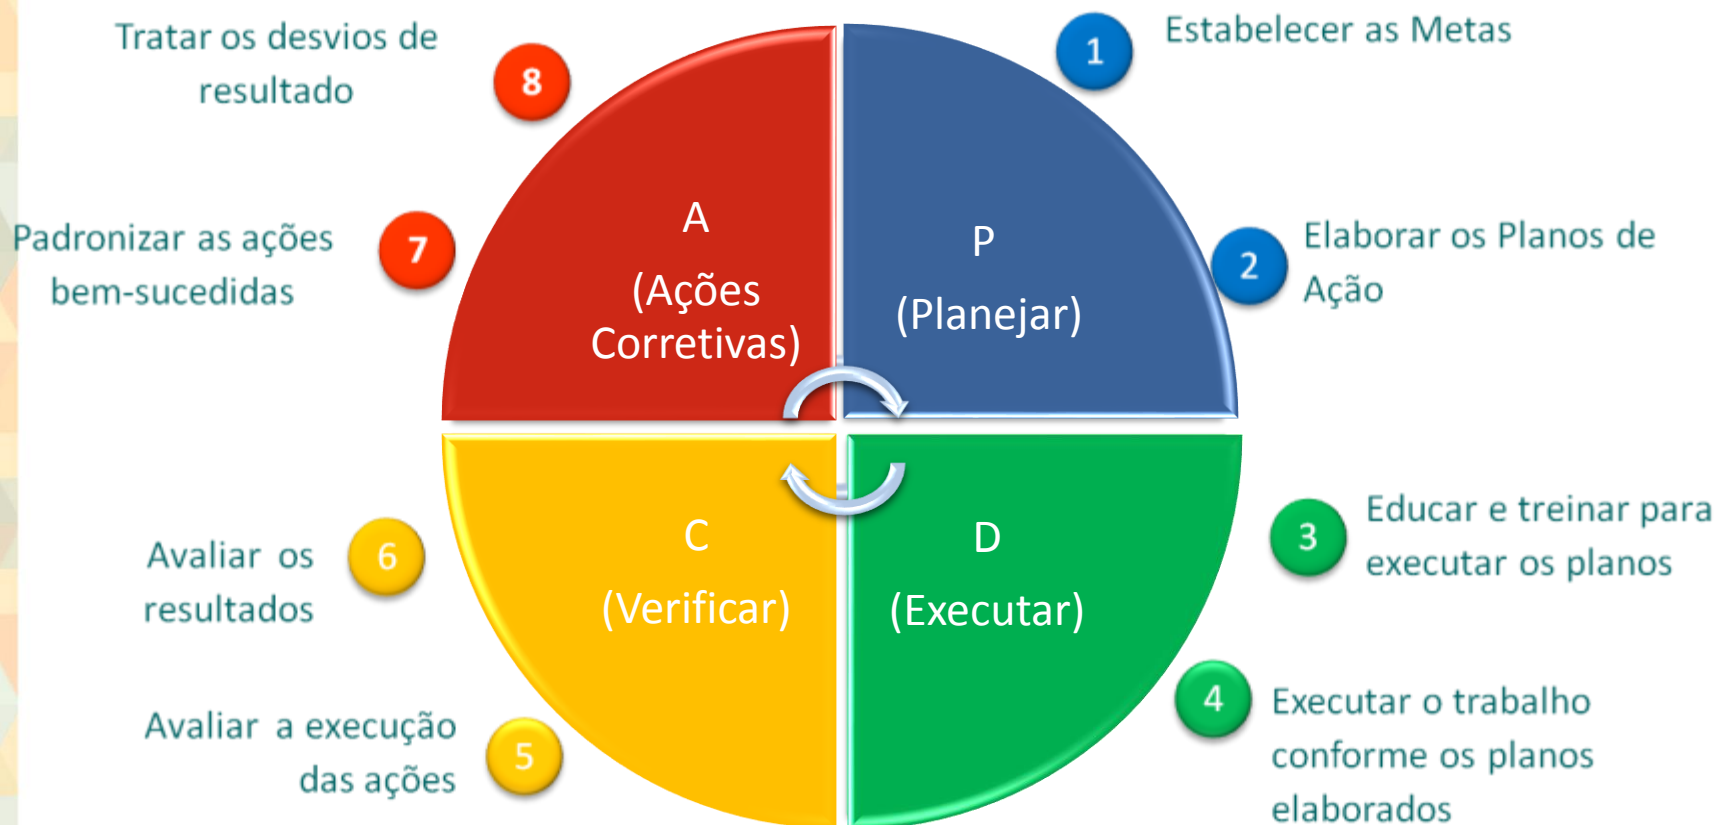 Tratar os desvios de
resultado
8
1
Estabelecer as Metas
Padronizar as ações
bem-sucedidas
7
A
(Ações
Corretivas)
P
(Planejar)
2
Elaborar os Planos de
Ação
Avaliar os
resultados
6
C
(Verificar)
D
(Executar)
3
Educar e treinar para
executar os planos
Avaliar a execução
das ações
5
4
Executar o trabalho
conforme os planos
elaborados